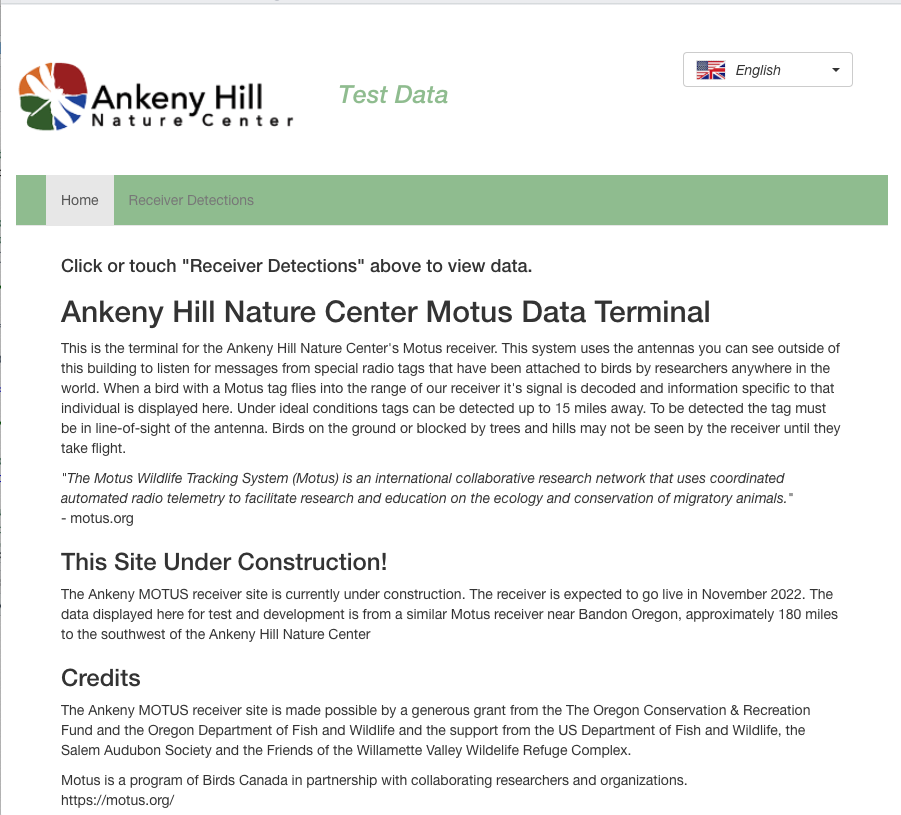 Ankeny Hill
Nature Center
Test Data
English
Home
Receiver Detections
Click or touch "Receiver Detections" above to view data.
Ankeny Hill Nature Center Motus Data Terminal
This is the terminal for the Ankeny Hill Nature Center's Motus receiver. This system uses the antennas you can see outside of
this building to listen for messages from special radio tags that have been attached to birds by researchers anywhere in the
world. When a bird with a Motus tag flies into the range of our receiver it's signal is decoded and information specific to that
individual is displayed here. Under ideal conditions tags can be detected up to 15 miles away. To be detected the tag must
be in line-of-sight of the antenna. Birds on the ground or blocked by trees and hills may not be seen by the receiver until they
take flight.
"The Motus Wildlife Tracking System (Motus) is an international collaborative research network that uses coordinated
automated radio telemetry to facilitate research and education on the ecology and conservation of migratory animals."
- motus.org
This Site Under Construction!
The Ankeny MOTUS receiver site is currently under construction. The receiver is expected to go live in November 2022. The
data displayed here for test and development is from a similar Motus receiver near Bandon Oregon, approximately 180 miles
to the southwest of the Ankeny Hill Nature Center
Credits
The Ankeny MOTUS receiver site is made possible by a generous grant from the The Oregon Conservation & Recreation
Fund and the Oregon Department of Fish and Wildlife and the support from the US Department of Fish and Wildlife, the
Salem Audubon Society and the Friends of the Willamette Valley Wildelife Refuge Complex.
Motus is a program of Birds Canada in partnership with collaborating researchers and organizations.
https://motus.org/